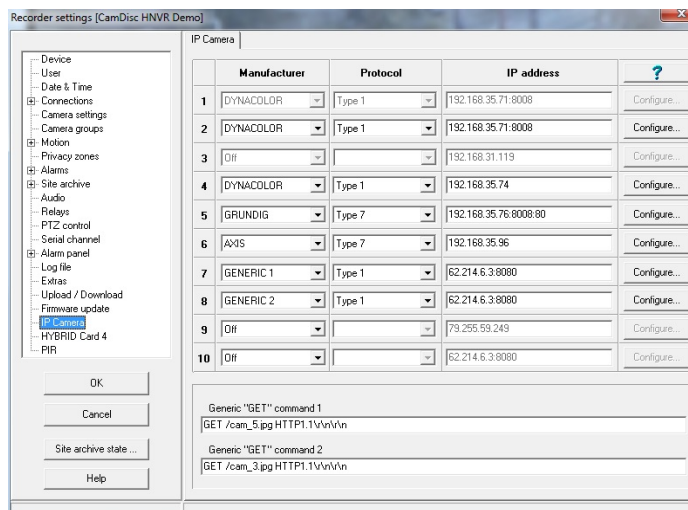 Recorder settings [CamDisc HNVR Demo]
IP Camera
Device
User
Date & Time
Connections
Camera settings
Camera groups
Motion
Privacy zones
Alarms
Site archive
Audio
Relays
PTZ control
Serial channel
Alarm panel
Log file
Extras
Upload / Download
Firmware update
IP Camera
HYBRID Card 4
PIR
OK
Cancel
Site archive state ...
Help
Manufacturer Protocol IP address ?
1 DYNACOLOR Type 1 192.168.35.71:8008 Configure...
2 DYNACOLOR Type 1 192.168.35.71:8008 Configure...
3 Off 192.168.31.119 Configure...
4 DYNACOLOR Type 1 192.168.35.74 Configure...
5 GRUNDIG Type 7 192.168.35.76:8008:80 Configure...
6 AXIS Type 7 192.168.35.96 Configure...
7 GENERIC 1 Type 1 62.214.6.3:8080 Configure...
8 GENERIC 2 Type 1 62.214.6.3:8080 Configure...
9 Off 79.255.59.249 Configure...
10 Off 62.214.6.3:8080 Configure...
Generic "GET" command 1
GET /cam_5.jpg HTTP1.1\r\n\r\n
Generic "GET" command 2
GET /cam_3.jpg HTTP1.1\r\n\r\n